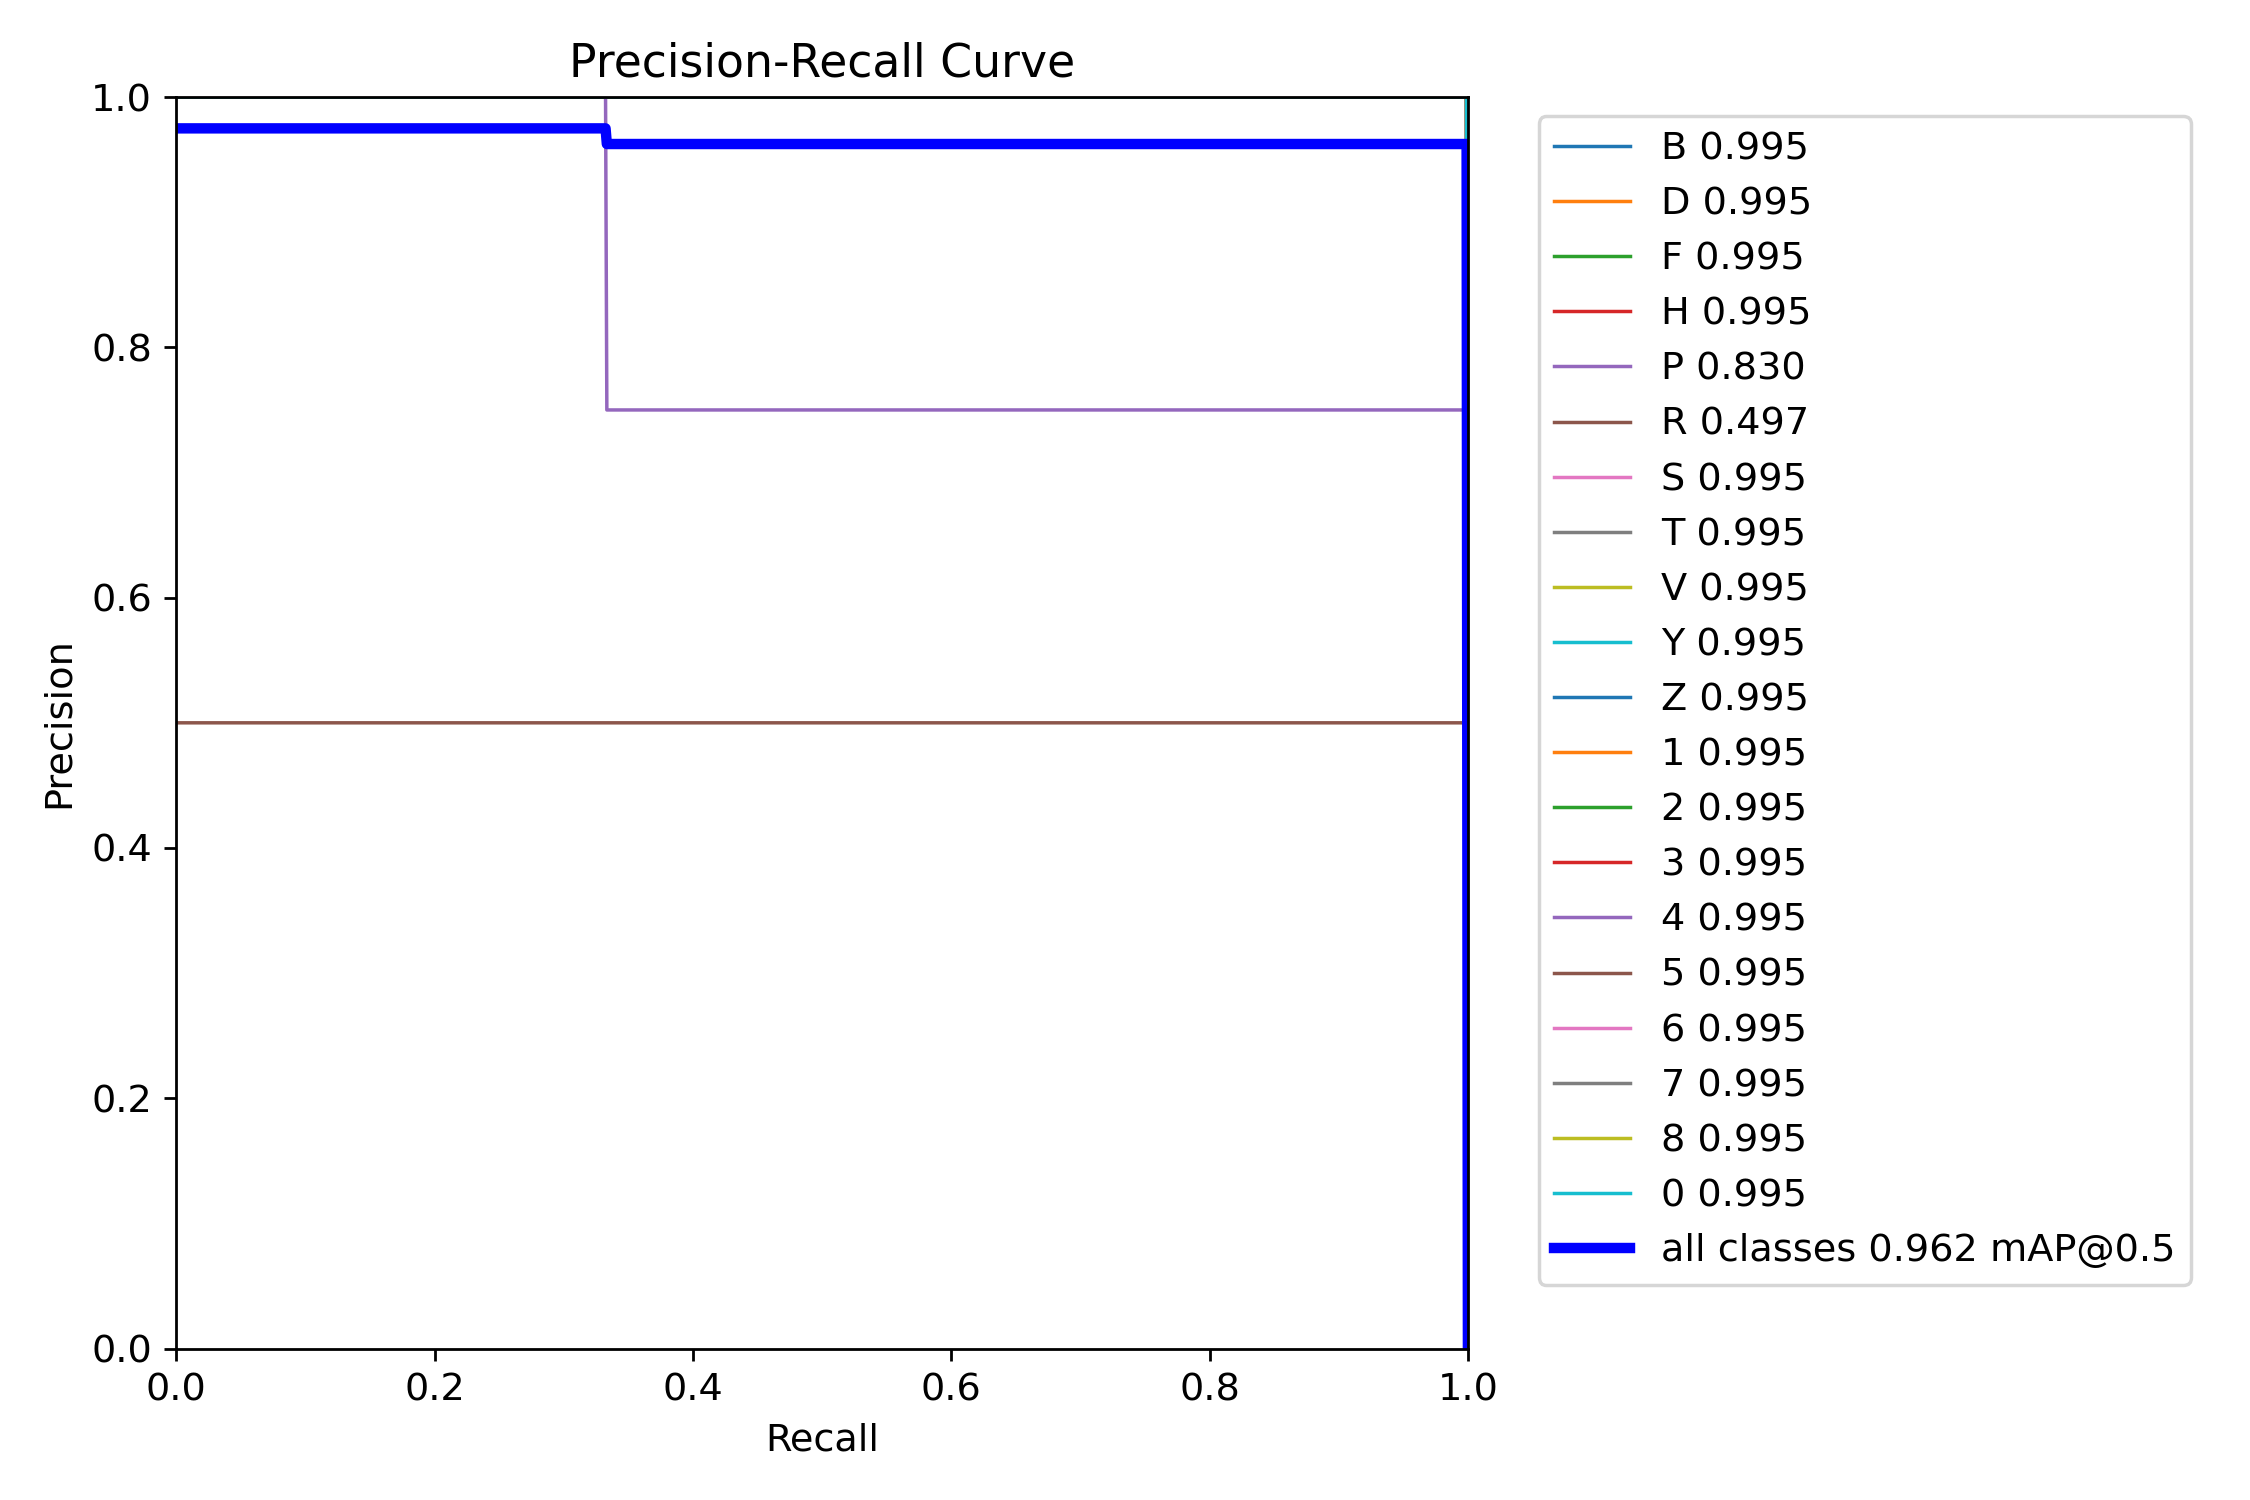 Precision-Recall Curve
1.0
0.8
0.6
0.4
0.2
0.0
Precision
0.0 0.2 0.4 0.6 0.8 1.0
Recall
B 0.995
D 0.995
F 0.995
H 0.995
P 0.830
R 0.497
S 0.995
T 0.995
V 0.995
Y 0.995
Z 0.995
1 0.995
2 0.995
3 0.995
4 0.995
5 0.995
6 0.995
7 0.995
8 0.995
0 0.995
all classes 0.962 mAP@0.5